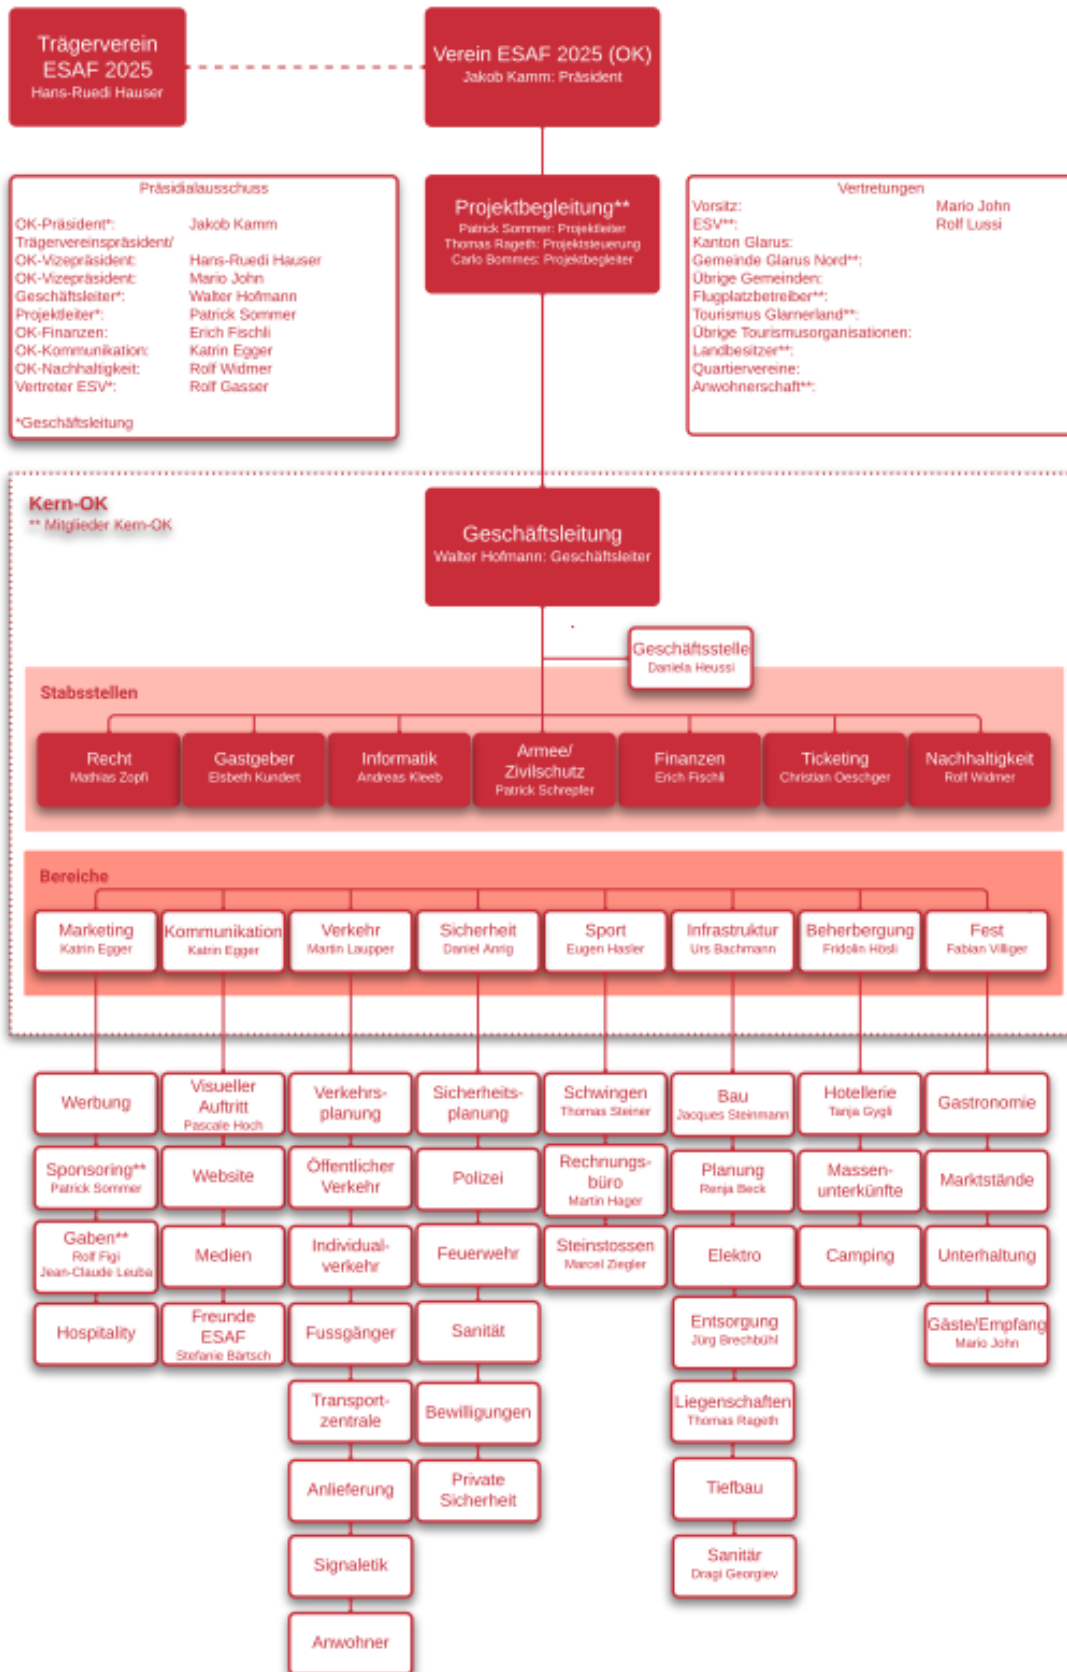 Trägerverein
ESAF 2025
Hans-Ruedi Hauser
Verein ESAF 2025 (OK)
Jakob Kamm: Präsident
Präsidialausschuss
OK-Präsident*: Jakob Kamm
Trägervereinspräsident/
OK-Vizepräsident: Hans-Ruedi Hauser
OK-Vizepräsident: Mario John
Geschäftsleiter*: Walter Hofmann
Projektleiter*: Patrick Sommer
OK-Finanzen: Erich Fischli
OK-Kommunikation: Katrin Egger
OK-Nachhaltigkeit: Rolf Widmer
Vertreter ESV*: Rolf Gasser
*Geschäftsleitung
Projektbegleitung**
Patrick Sommer: Projektleiter
Thomas Rageth: Projektsteuerung
Carlo Bommes: Projektbegleiter
Vertretungen
Vorsitz: Mario John
ESV**: Rolf Lussi
Kanton Glarus:
Gemeinde Glarus Nord**:
Übrige Gemeinden:
Flugplatzbetreiber**:
Tourismus Glarnerland**:
Übrige Tourismusorganisationen:
Landbesitzer**:
Quartiervereine:
Anwohnerschaft**:
Kern-OK
** Mitglieder Kern-OK
Geschäftsleitung
Walter Hofmann: Geschäftsleiter
Geschäftsstelle
Daniela Heussi
Stabsstellen
Recht
Mathias Zopfi
Gastgeber
Elsbeth Kundert
Informatik
Andreas Kleeb
Armee/
Zivilschutz
Patrick Schrepfer
Finanzen
Erich Fischli
Ticketing
Christian Oeschger
Nachhaltigkeit
Rolf Widmer
Bereiche
Marketing
Katrin Egger
Kommunikation
Katrin Egger
Verkehr
Martin Laupper
Sicherheit
Daniel Anrig
Sport
Eugen Hasler
Infrastruktur
Urs Bachmann
Beherbergung
Fridolin Hösli
Fest
Fabian Villiger
Werbung
Sponsoring**
Patrick Sommer
Gaben**
Rolf Figi
Jean-Claude Leuba
Hospitality
Visueller
Auftritt
Pascale Hoch
Website
Medien
Freunde
ESAF
Stefanie Bärtsch
Verkehrs-
planung
Öffentlicher
Verkehr
Individual-
verkehr
Fussgänger
Transport-
zentrale
Anlieferung
Signaletik
Anwohner
Sicherheits-
planung
Polizei
Feuerwehr
Sanität
Bewilligungen
Private
Sicherheit
Schwingen
Thomas Steiner
Rechnungs-
büro
Martin Hager
Steinstossen
Marcel Ziegler
Bau
Jacques Steinmann
Planung
Renja Beck
Elektro
Entsorgung
Jürg Brechbühl
Liegenschaften
Thomas Rageth
Tiefbau
Sanitär
Dragi Georgiev
Hotellerie
Tanja Gygli
Massen-
unterkünfte
Camping
Gastronomie
Marktstände
Unterhaltung
Gäste/Empfang
Mario John